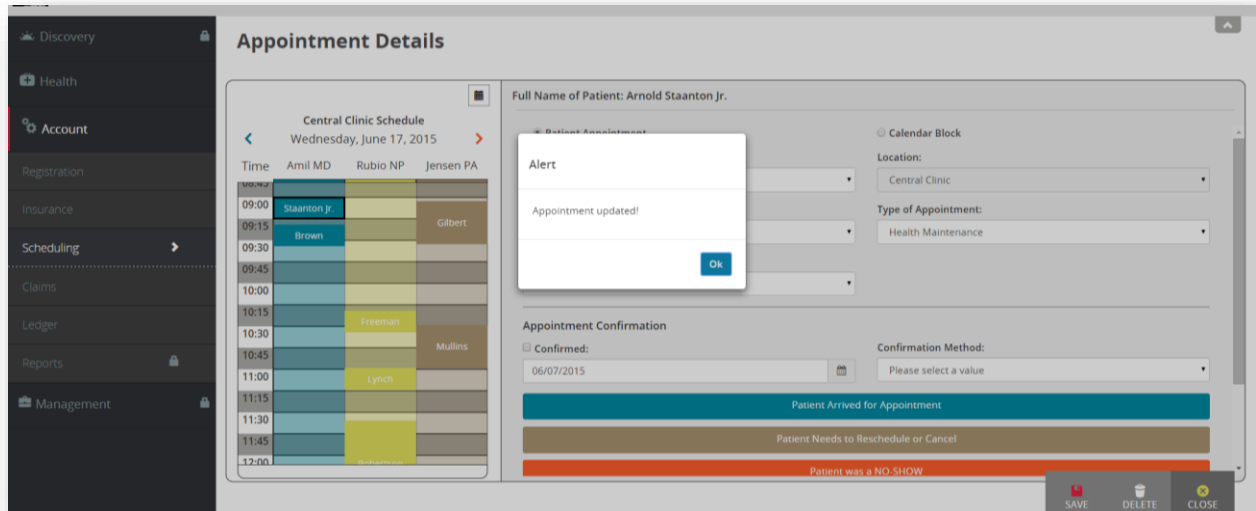 Discovery
Health
Account
Registration
Insurance
Scheduling
Claims
Ledger
Reports
Management
Appointment Details
Central Clinic Schedule
Wednesday, June 17, 2015
Time Amil MD Rubio NP Jensen PA
08:45
09:00 Staanton Jr.
09:15 Gilbert
Brown
09:30
09:45
10:00
10:15
Freeman
10:30
Mullins
10:45
11:00 Lynch
11:15
11:30
11:45
12:00 Robertson
Full Name of Patient: Arnold Staanton Jr.
Patient Appointment Calendar Block
Location:
Central Clinic
Type of Appointment:
Health Maintenance
Alert
Appointment updated!
Ok
Appointment Confirmation
Confirmed: Confirmation Method:
06/07/2015 Please select a value
Patient Arrived for Appointment
Patient Needs to Reschedule or Cancel
Patient was a NO-SHOW
SAVE DELETE CLOSE